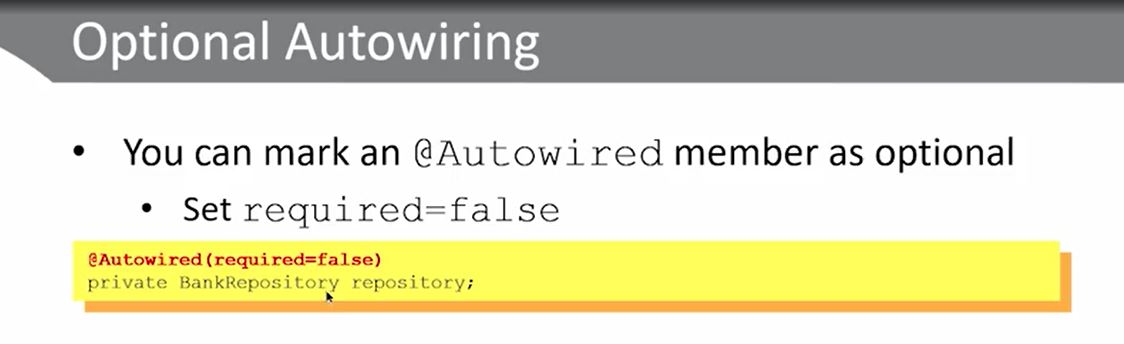 Optional Autowiring
• You can mark an @Autowired member as optional
• Set required=false
@Autowired(required=false)
private BankRepository repository;